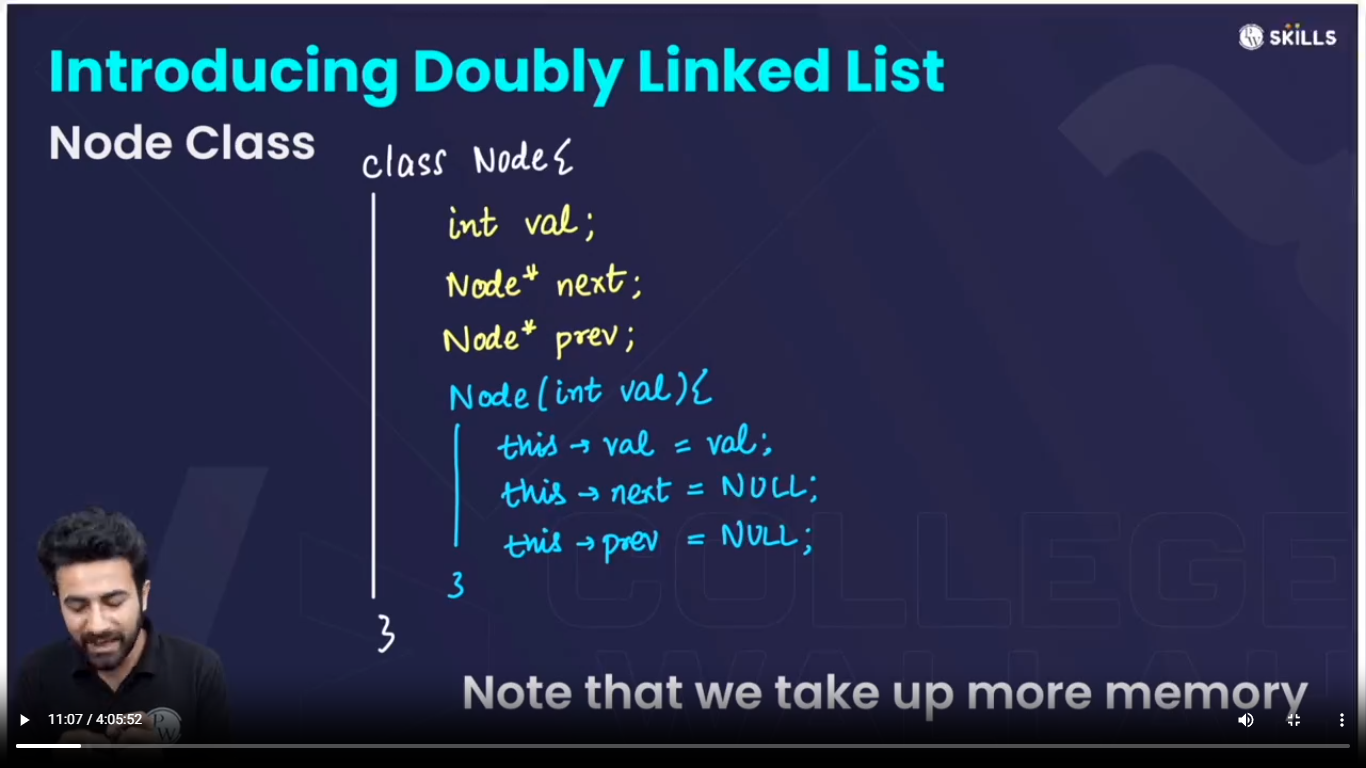 SKILLS
Introducing Doubly Linked List
Node Class
class Node{
int val;
Node* next;
Node* prev;
Node(int val){
this → val = val;
this → next = NULL;
this → prev = NULL;
}
}
Note that we take up more memory
11:07 / 4:05:52